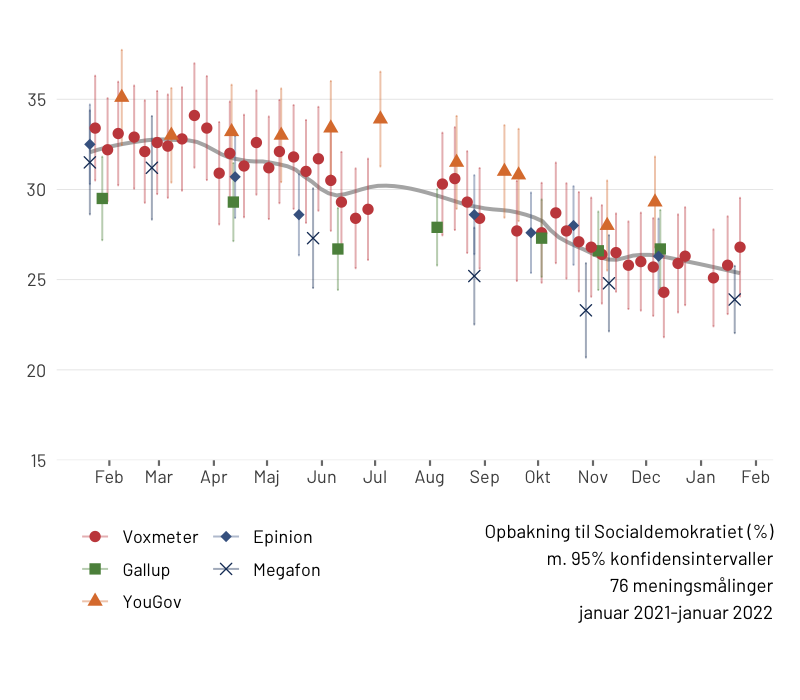 35
30
25
20
15
Feb Mar Apr Maj Jun Jul Aug Sep Okt Nov Dec Jan Feb
Voxmeter Epinion
Gallup Megafon
YouGov
Opbakning til Socialdemokratiet (%)
m. 95% konfidensintervaller
76 meningsmålinger
januar 2021-januar 2022